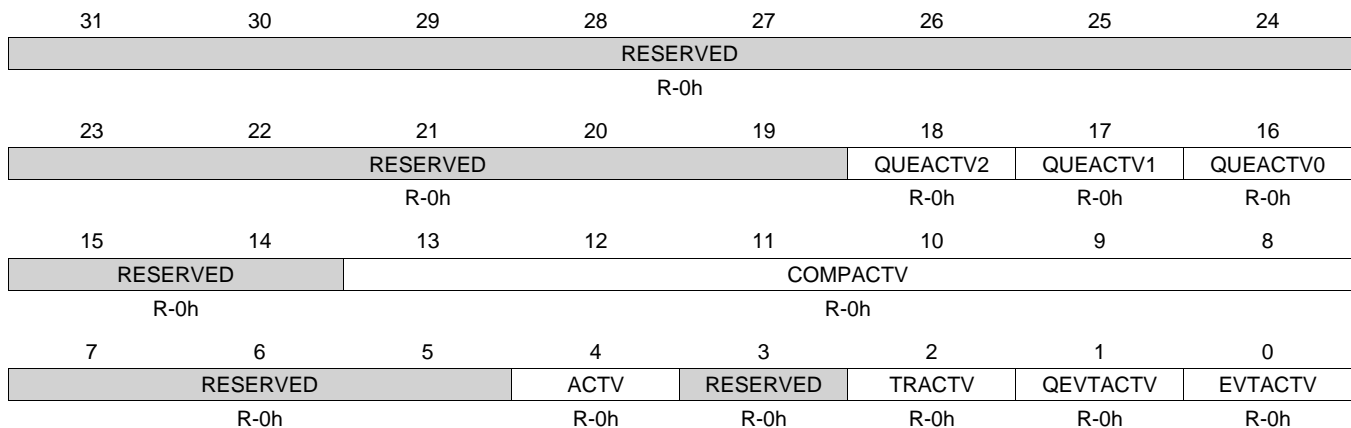 31 30 29 28 27 26 25 24
RESERVED
R-0h
23 22 21 20 19 18 17 16
RESERVED QUEACTV2 QUEACTV1 QUEACTV0
R-0h R-0h R-0h R-0h
15 14 13 12 11 10 9 8
RESERVED COMPACTV
R-0h R-0h
7 6 5 4 3 2 1 0
RESERVED ACTV RESERVED TRACTV QEVTACTV EVTACTV
R-0h R-0h R-0h R-0h R-0h R-0h